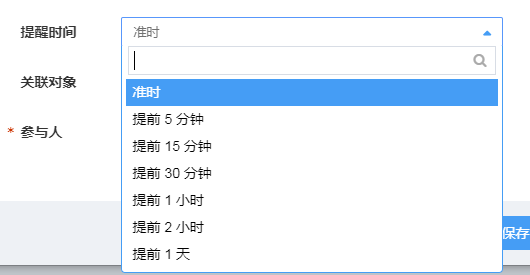 提醒时间 准时
关联对象
准时
* 参与人
提前 5 分钟
提前 15 分钟
提前 30 分钟
提前 1 小时
提前 2 小时
保存
提前 1 天